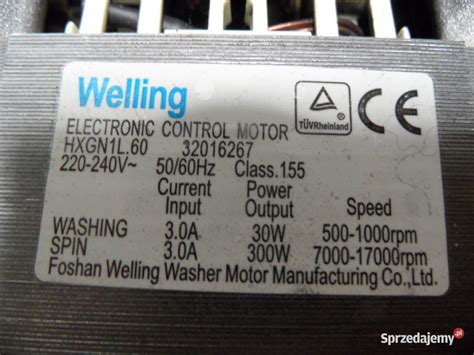 Welling
TÜVRheinland
ELECTRONIC CONTROL MOTOR
HXGN1L.60 32016267
220-240V~ 50/60Hz Class.155
Current Power
Input Output Speed
WASHING 3.0A 30W 500-1000rpm
SPIN 3.0A 300W 7000-17000rpm
Foshan Welling Washer Motor Manufacturing Co.,Ltd.
Sprzedajemy.pl